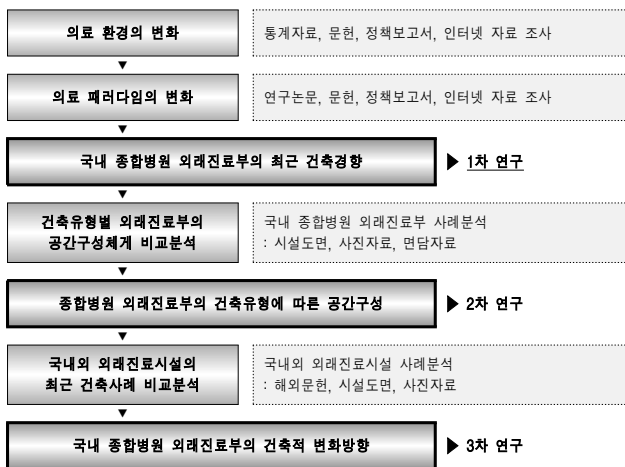 의료 환경의 변화
통계자료, 문헌, 정책보고서, 인터넷 자료 조사
▼
의료 패러다임의 변화
연구논문, 문헌, 정책보고서, 인터넷 자료 조사
▼
국내 종합병원 외래진료부의 최근 건축경향
▶ 1차 연구
▼
건축유형별 외래진료부의
공간구성체게 비교분석
국내 종합병원 외래진료부 사례분석
: 시설도면, 사진자료, 면담자료
▼
종합병원 외래진료부의 건축유형에 따른 공간구성
▶ 2차 연구
▼
국내외 외래진료시설의
최근 건축사례 비교분석
국내외 외래진료시설 사례분석
: 해외문헌, 시설도면, 사진자료
▼
국내 종합병원 외래진료부의 건축적 변화방향
▶ 3차 연구